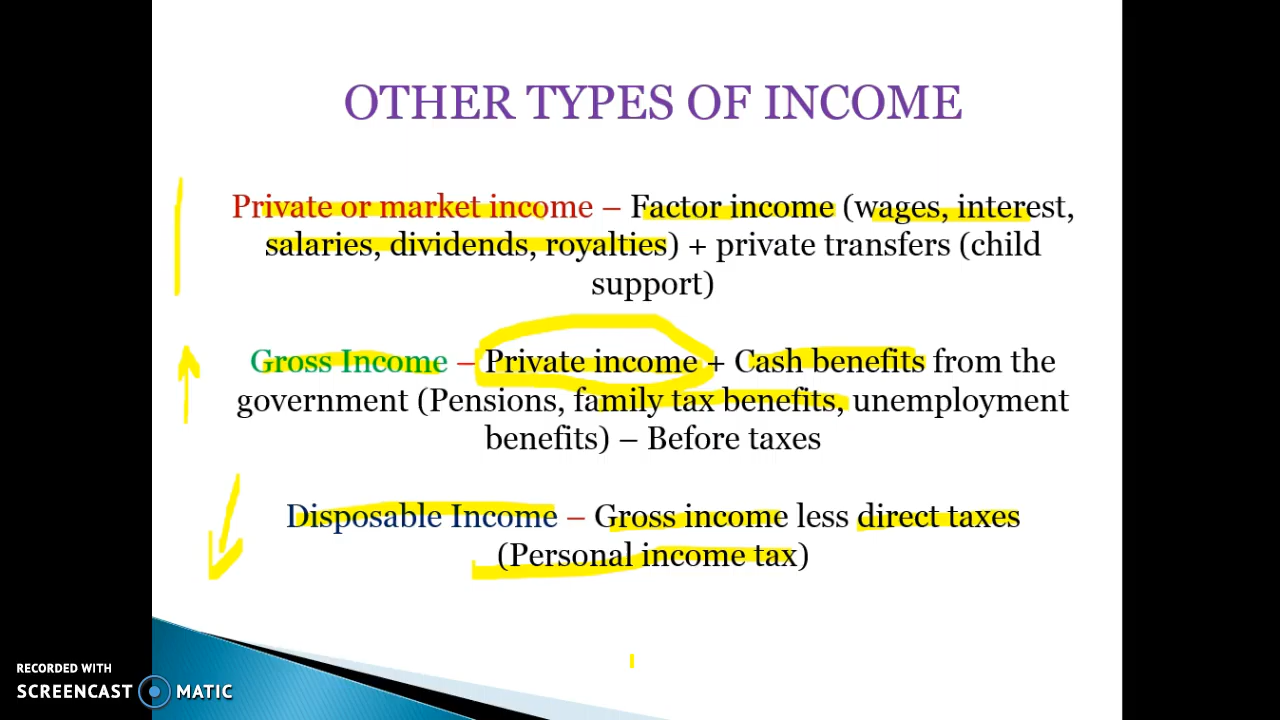 OTHER TYPES OF INCOME
Private or market income – Factor income (wages, interest,
salaries, dividends, royalties) + private transfers (child
support)
Gross Income – Private income + Cash benefits from the
government (Pensions, family tax benefits, unemployment
benefits) – Before taxes
Disposable Income – Gross income less direct taxes
(Personal income tax)
RECORDED WITH
SCREENCAST MATIC